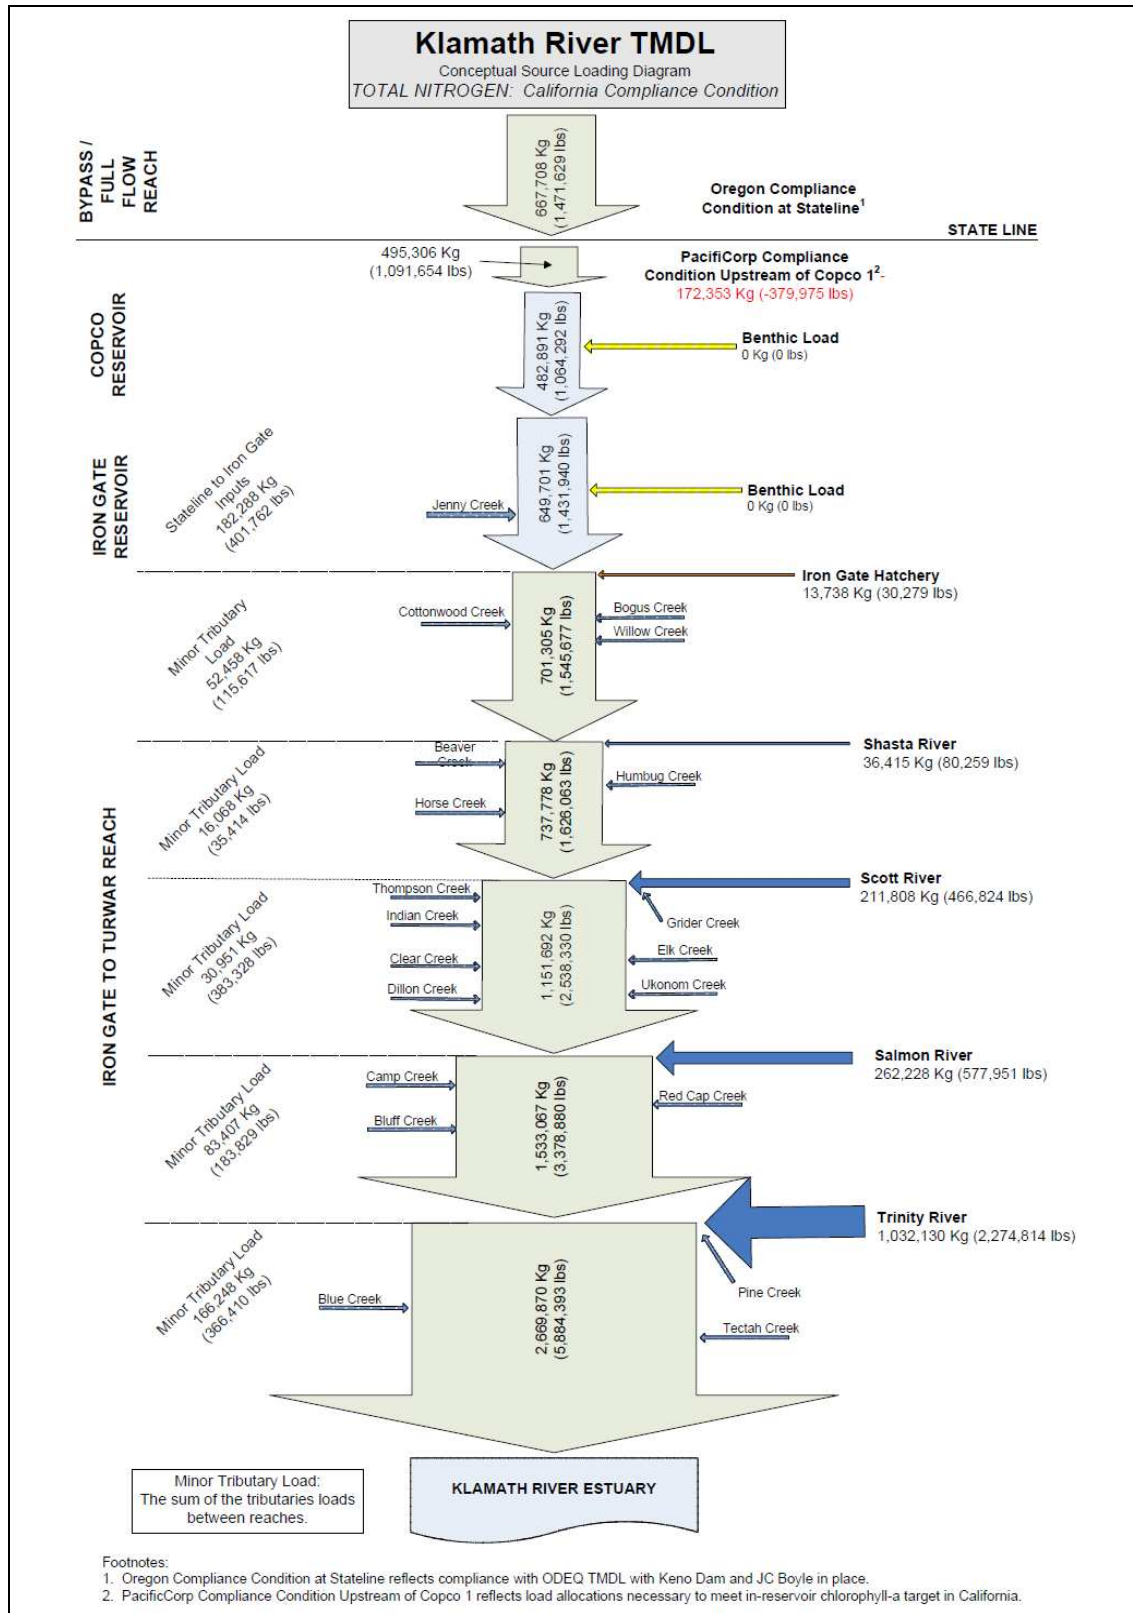 Klamath River TMDL
Conceptual Source Loading Diagram
TOTAL NITROGEN: California Compliance Condition
BYPASS /
FULL
FLOW
REACH
667,708 Kg
(1,471,629 lbs)
Oregon Compliance
Condition at Stateline1
STATE LINE
495,306 Kg
(1,091,654 lbs)
PacifiCorp Compliance
Condition Upstream of Copco 12-
172,353 Kg (-379,975 lbs)
COPCO
RESERVOIR
482,891 Kg
(1,064,292 lbs)
Benthic Load
0 Kg (0 lbs)
IRON GATE
RESERVOIR
Stateline to Iron Gate
Inputs
182,288 Kg
(401,762 lbs)
Jenny Creek
649,701 Kg
(1,431,940 lbs)
Benthic Load
0 Kg (0 lbs)
IRON GATE TO TURWAR REACH
Minor Tributary
Load
52,458 Kg
(115,617 lbs)
Cottonwood Creek
701,305 Kg
(1,545,677 lbs)
Iron Gate Hatchery
13,738 Kg (30,279 lbs)
Bogus Creek
Willow Creek
Minor Tributary Load
16,068 Kg
(35,414 lbs)
Beaver
Creek
Horse Creek
737,778 Kg
(1,626,063 lbs)
Shasta River
36,415 Kg (80,259 lbs)
Humbug Creek
Minor Tributary Load
30,951 Kg
(383,328 lbs)
Thompson Creek
Indian Creek
Clear Creek
Dillon Creek
1,151,692 Kg
(2,538,330 lbs)
Scott River
211,808 Kg (466,824 lbs)
Grider Creek
Elk Creek
Ukonom Creek
Minor Tributary Load
83,407 Kg
(183,829 lbs)
Camp Creek
Bluff Creek
1,533,067 Kg
(3,378,880 lbs)
Salmon River
262,228 Kg (577,951 lbs)
Red Cap Creek
Minor Tributary Load
166,248 Kg
(366,410 lbs)
Blue Creek
2,669,870 Kg
(5,884,393 lbs)
Trinity River
1,032,130 Kg (2,274,814 lbs)
Pine Creek
Tectah Creek
Minor Tributary Load:
The sum of the tributaries loads
between reaches.
KLAMATH RIVER ESTUARY
Footnotes:
1. Oregon Compliance Condition at Stateline reflects compliance with ODEQ TMDL with Keno Dam and JC Boyle in place.
2. PacificCorp Compliance Condition Upstream of Copco 1 reflects load allocations necessary to meet in-reservoir chlorophyll-a target in California.